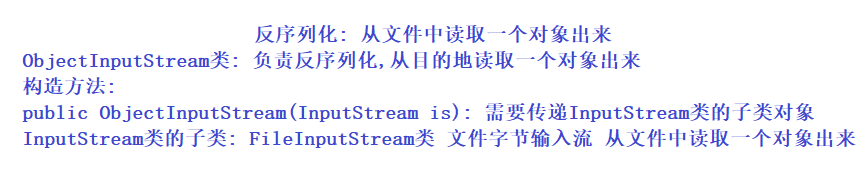 反序列化: 从文件中读取一个对象出来
ObjectInputStream类: 负责反序列化,从目的地读取一个对象出来
构造方法:
public ObjectInputStream(InputStream is): 需要传递InputStream类的子类对象
InputStream类的子类: FileInputStream类 文件字节输入流 从文件中读取一个对象出来